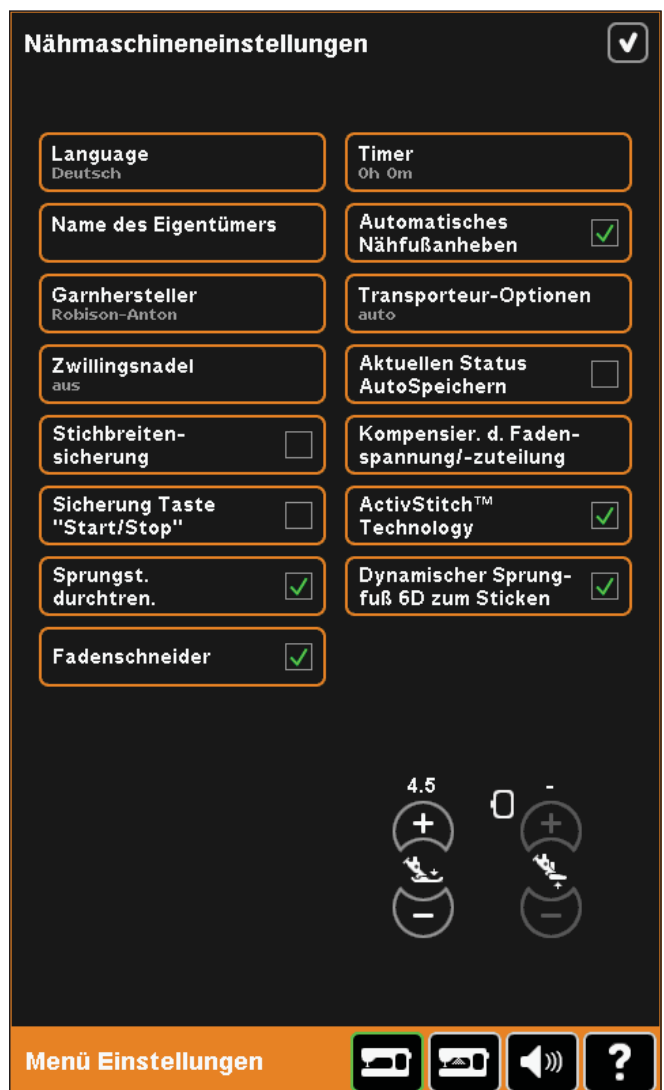 Nähmaschineneinstellungen
Language
Deutsch
Name des Eigentümers
Garnhersteller
Robison-Anton
Zwillingsnadel
aus
Stichbreiten-
sicherung
Sicherung Taste
"Start/Stop"
Sprungst.
durchtren.
Fadenschneider
Timer
0h 0m
Automatisches
Nähfußanheben
Transporteur-Optionen
auto
Aktuellen Status
AutoSpeichern
Kompensier. d. Faden-
spannung/-zuteilung
ActivStitch™
Technology
Dynamischer Sprung-
fuß 6D zum Sticken
4.5
-
+
+
−
−
Menü Einstellungen
?